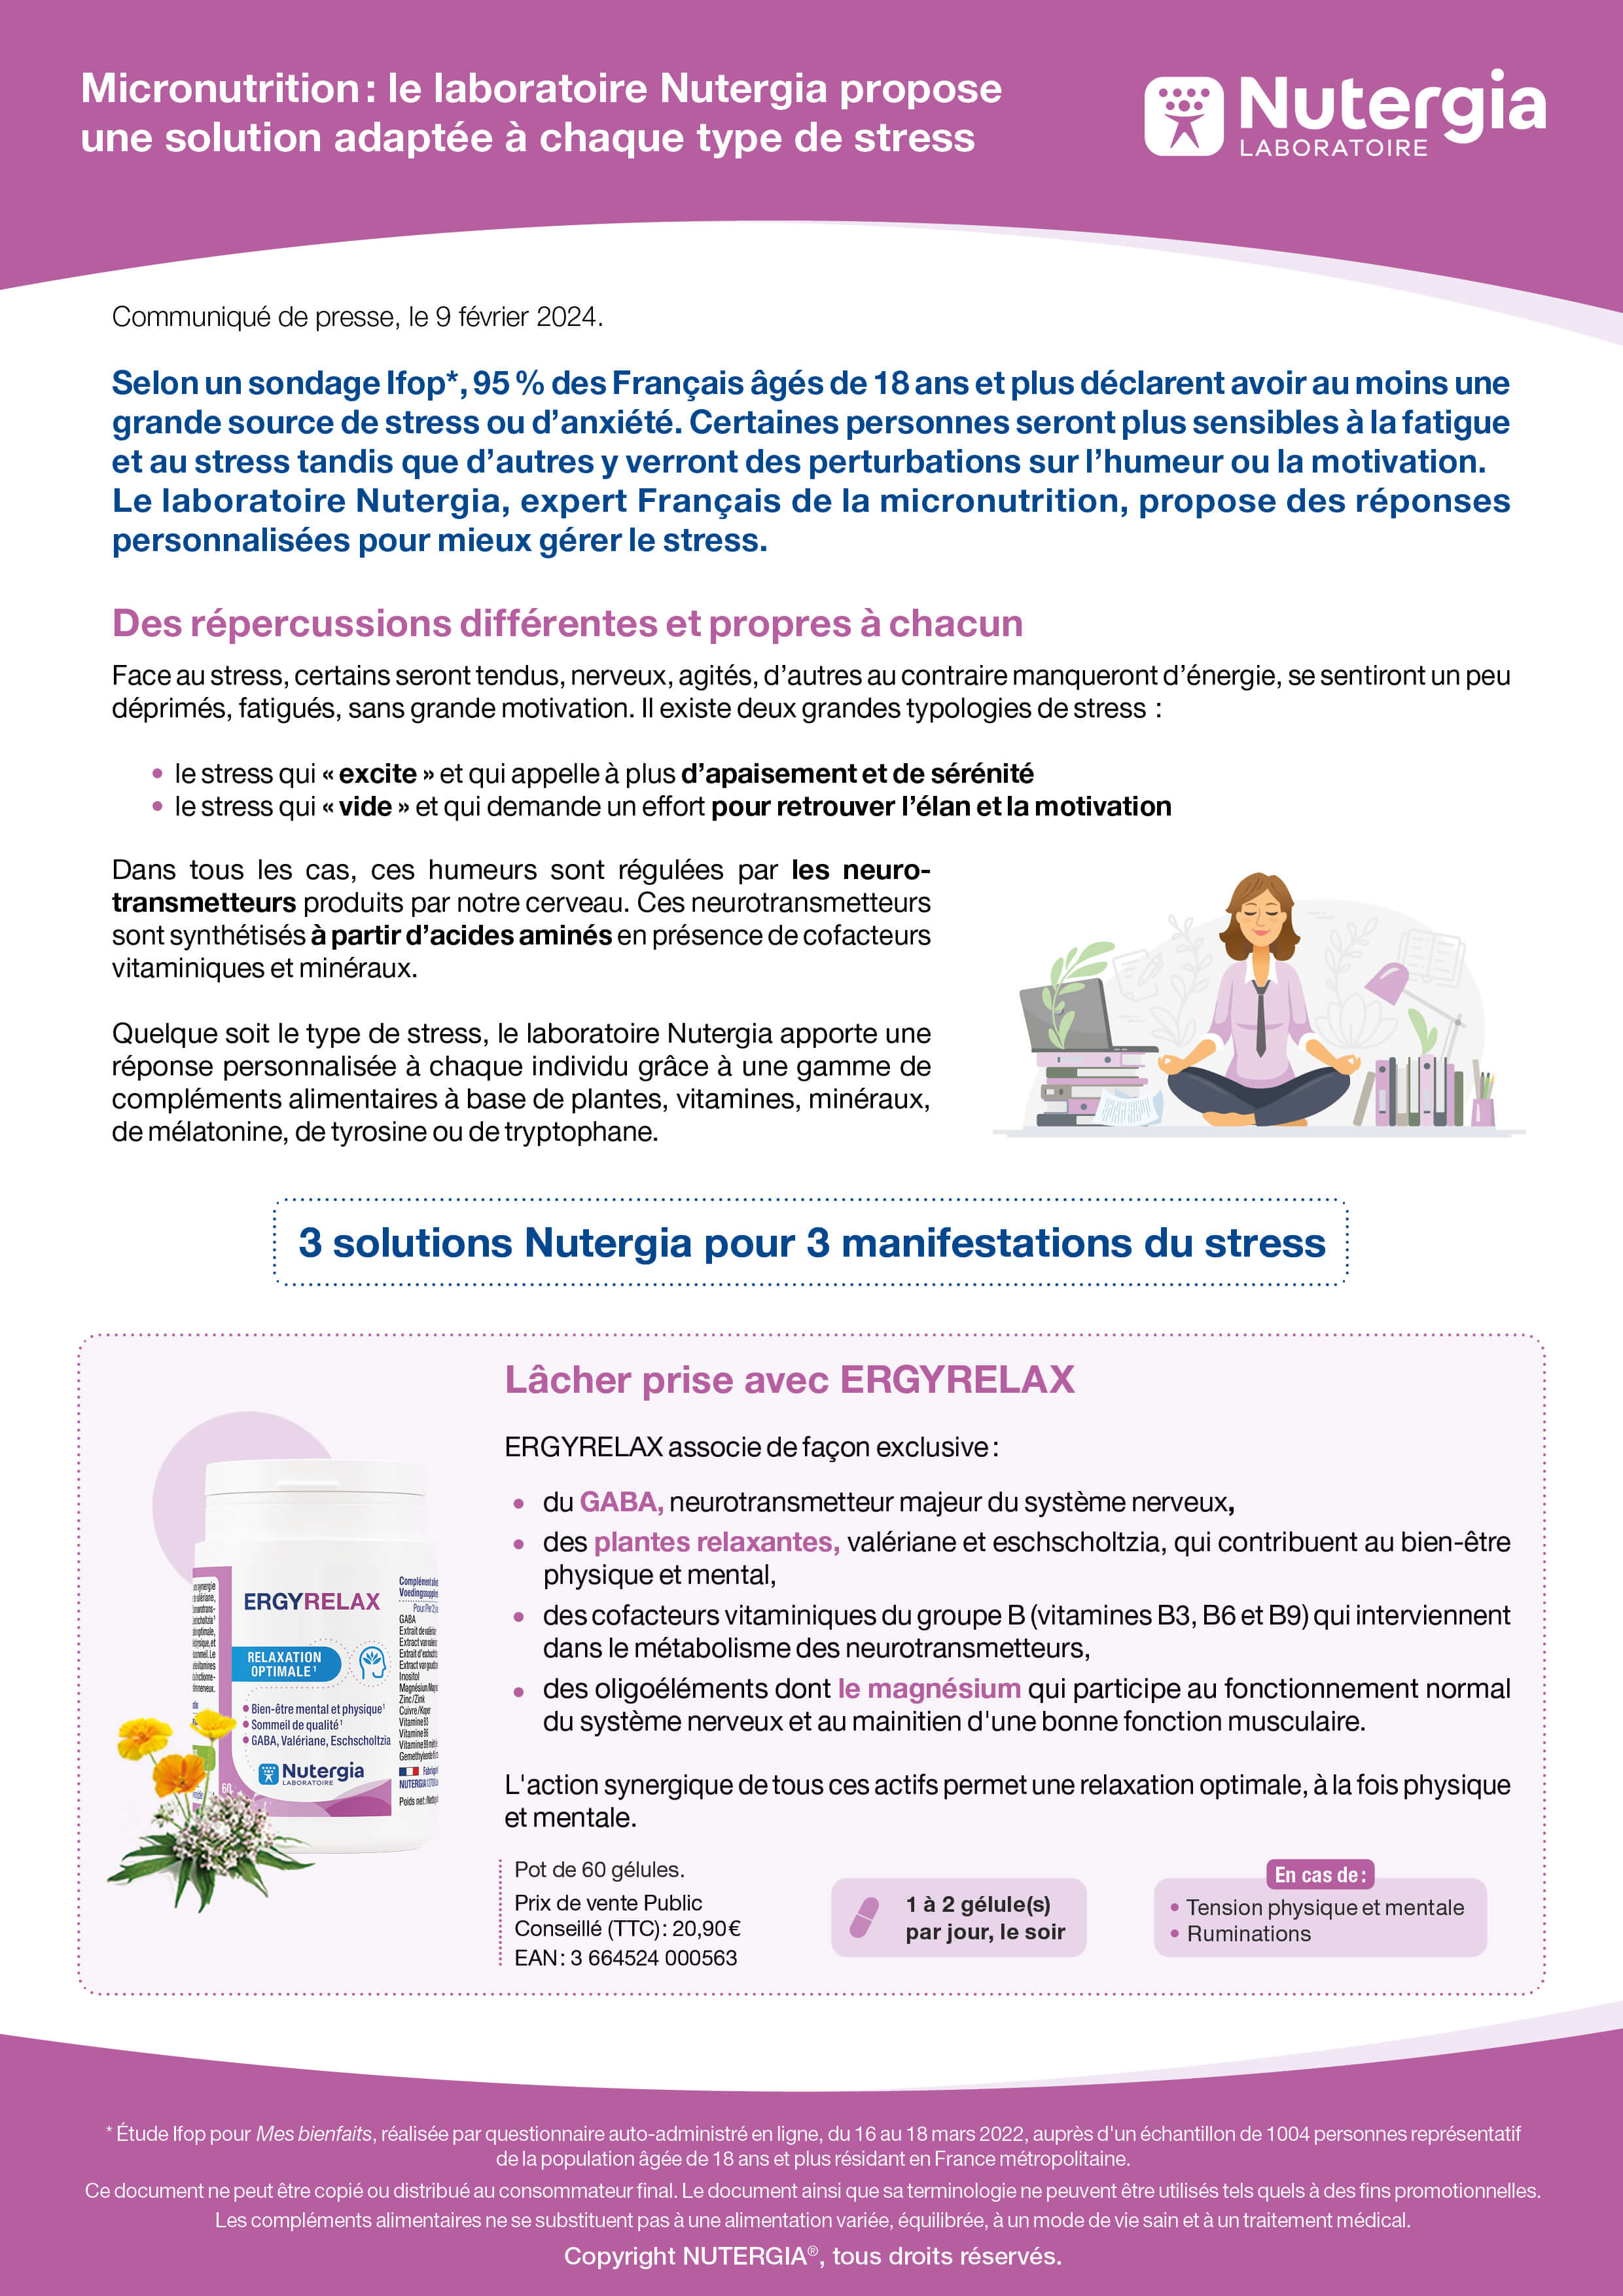 Micronutrition : le laboratoire Nutergia propose
une solution adaptée à chaque type de stress
Nutergia
LABORATOIRE
Communiqué de presse, le 9 février 2024.
Selon un sondage Ifop*, 95 % des Français âgés de 18 ans et plus déclarent avoir au moins une
grande source de stress ou d’anxiété. Certaines personnes seront plus sensibles à la fatigue
et au stress tandis que d’autres y verront des perturbations sur l’humeur ou la motivation.
Le laboratoire Nutergia, expert Français de la micronutrition, propose des réponses
personnalisées pour mieux gérer le stress.
Des répercussions différentes et propres à chacun
Face au stress, certains seront tendus, nerveux, agités, d’autres au contraire manqueront d’énergie, se sentiront un peu
déprimés, fatigués, sans grande motivation. Il existe deux grandes typologies de stress :
• le stress qui « excite » et qui appelle à plus d’apaisement et de sérénité
• le stress qui « vide » et qui demande un effort pour retrouver l’élan et la motivation
Dans tous les cas, ces humeurs sont régulées par les neuro-
transmetteurs produits par notre cerveau. Ces neurotransmetteurs
sont synthétisés à partir d’acides aminés en présence de cofacteurs
vitaminiques et minéraux.
Quelque soit le type de stress, le laboratoire Nutergia apporte une
réponse personnalisée à chaque individu grâce à une gamme de
compléments alimentaires à base de plantes, vitamines, minéraux,
de mélatonine, de tyrosine ou de tryptophane.
3 solutions Nutergia pour 3 manifestations du stress
Lâcher prise avec ERGYRELAX
ERGYRELAX associe de façon exclusive :
• du GABA, neurotransmetteur majeur du système nerveux,
• des plantes relaxantes, valériane et eschscholtzia, qui contribuent au bien-être
physique et mental,
• des cofacteurs vitaminiques du groupe B (vitamines B3, B6 et B9) qui interviennent
dans le métabolisme des neurotransmetteurs,
• des oligoéléments dont le magnésium qui participe au fonctionnement normal
du système nerveux et au mainitien d'une bonne fonction musculaire.
L'action synergique de tous ces actifs permet une relaxation optimale, à la fois physique
et mentale.
ERGYRELAX
RELAXATION
OPTIMALE¹
• Bien-être mental et physique¹
• Sommeil de qualité¹
• GABA, Valériane, Eschscholtzia
Nutergia
LABORATOIRE
60
GABA
Inositol
Zinc/Zink
Cuivre/Koper
Vitamine B3
Vitamine B6
Pot de 60 gélules.
Prix de vente Public
Conseillé (TTC) : 20,90€
EAN : 3 664524 000563
1 à 2 gélule(s)
par jour, le soir
En cas de :
• Tension physique et mentale
• Ruminations
* Étude Ifop pour Mes bienfaits, réalisée par questionnaire auto-administré en ligne, du 16 au 18 mars 2022, auprès d'un échantillon de 1004 personnes représentatif
de la population âgée de 18 ans et plus résidant en France métropolitaine.
Ce document ne peut être copié ou distribué au consommateur final. Le document ainsi que sa terminologie ne peuvent être utilisés tels quels à des fins promotionnelles.
Les compléments alimentaires ne se substituent pas à une alimentation variée, équilibrée, à un mode de vie sain et à un traitement médical.
Copyright NUTERGIA®, tous droits réservés.